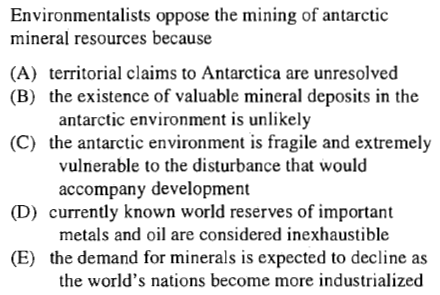 Environmentalists oppose the mining of antarctic
mineral resources because
(A) territorial claims to Antarctica are unresolved
(B) the existence of valuable mineral deposits in the
antarctic environment is unlikely
(C) the antarctic environment is fragile and extremely
vulnerable to the disturbance that would
accompany development
(D) currently known world reserves of important
metals and oil are considered inexhaustible
(E) the demand for minerals is expected to decline as
the world's nations become more industrialized